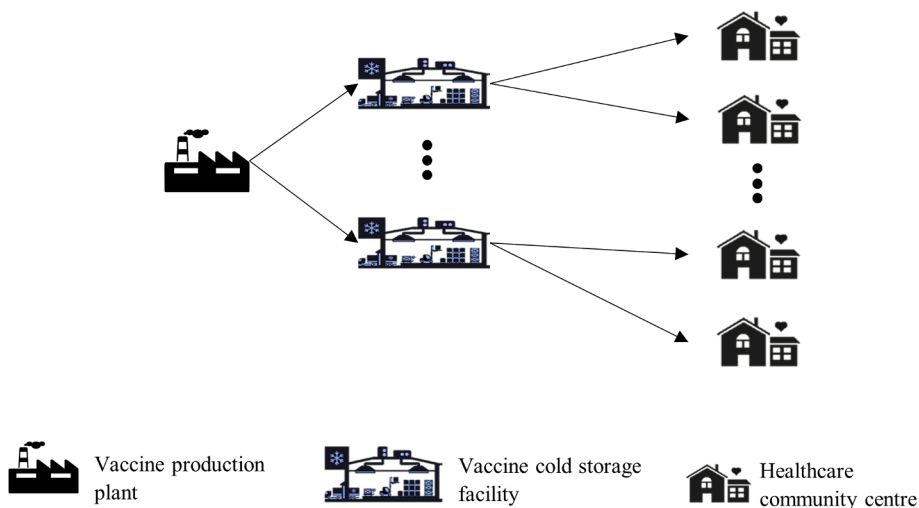 Vaccine production
plant
Vaccine cold storage
facility
Healthcare
community centre